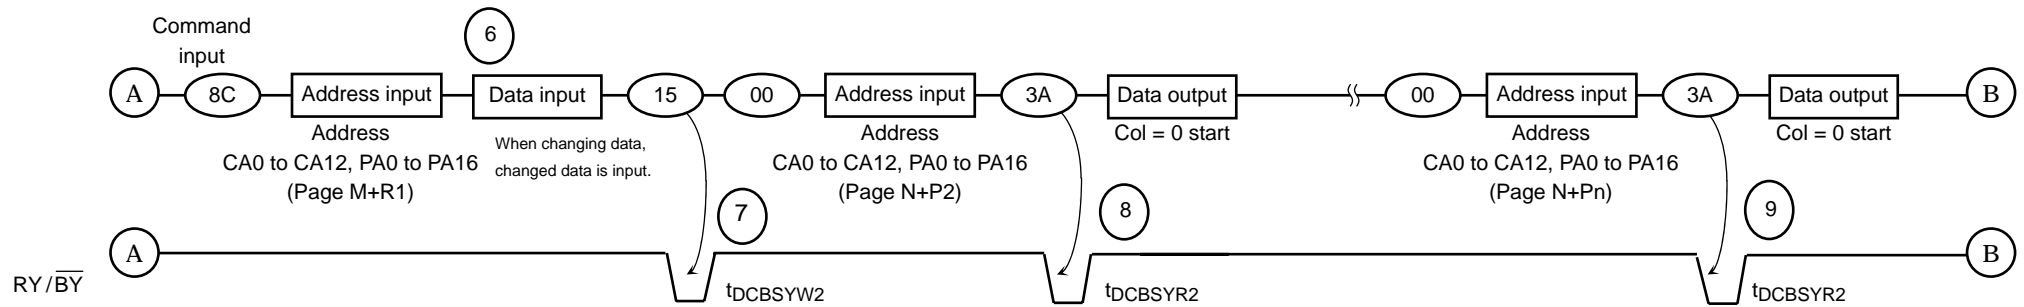 Command
input
6
A 8C Address input Data input 15 00 Address input 3A Data output 00 Address input 3A Data output B
Address
CA0 to CA12, PA0 to PA16
(Page M+R1)
When changing data,
changed data is input.
Address
CA0 to CA12, PA0 to PA16
(Page N+P2)
Col = 0 start
Address
CA0 to CA12, PA0 to PA16
(Page N+Pn)
Col = 0 start
7
8
9
A
B
RY/BY
tDCBSYW2
tDCBSYR2
tDCBSYR2